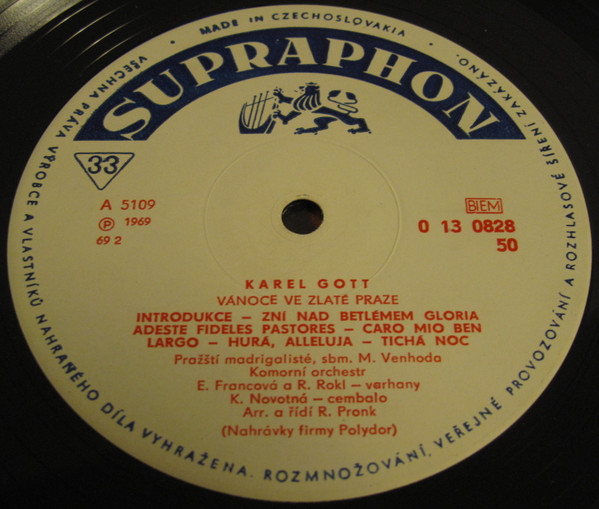 MADE IN CZECHOSLOVAKIA
SUPRAPHON
33
A 5109
Ⓟ 1969
69 2
BIEM
0 13 0828
50
KAREL GOTT
VÁNOCE VE ZLATÉ PRAZE
INTRODUKCE – ZNÍ NAD BETLÉMEM GLORIA
ADESTE FIDELES PASTORES – CARO MIO BEN
LARGO – HURÁ, ALLELUJA – TICHÁ NOC
Pražští madrigalisté, sbm. M. Venhoda
Komorní orchestr
E. Francová a R. Rokl – varhany
K. Novotná – cembalo
Arr. a řídí R. Pronk
(Nahrávky firmy Polydor)
VŠECHNA PRÁVA VÝROBCE A VLASTNÍKŮ NAHRANÉHO DÍLA VYHRAŽENA. ROZMNOŽOVÁNÍ, VEŘEJNÉ PROVOZOVÁNÍ A ROZHLASOVÉ ŠÍŘENÍ ZAKÁZÁNO.